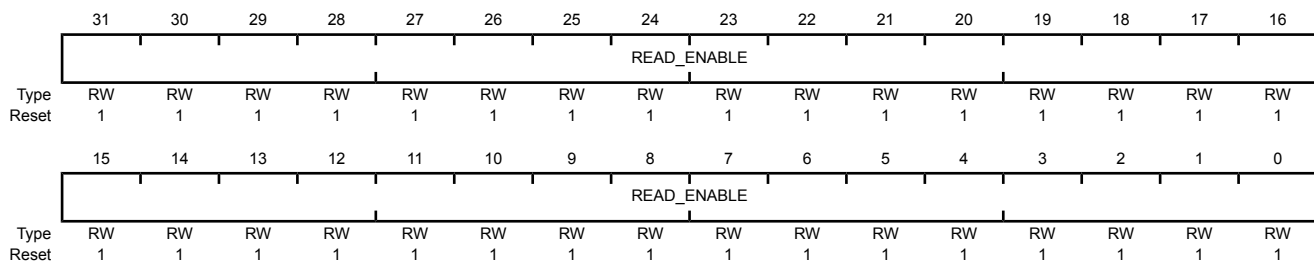 31 30 29 28 27 26 25 24 23 22 21 20 19 18 17 16
READ_ENABLE
Type RW RW RW RW RW RW RW RW RW RW RW RW RW RW RW RW
Reset 1 1 1 1 1 1 1 1 1 1 1 1 1 1 1 1
15 14 13 12 11 10 9 8 7 6 5 4 3 2 1 0
READ_ENABLE
Type RW RW RW RW RW RW RW RW RW RW RW RW RW RW RW RW
Reset 1 1 1 1 1 1 1 1 1 1 1 1 1 1 1 1